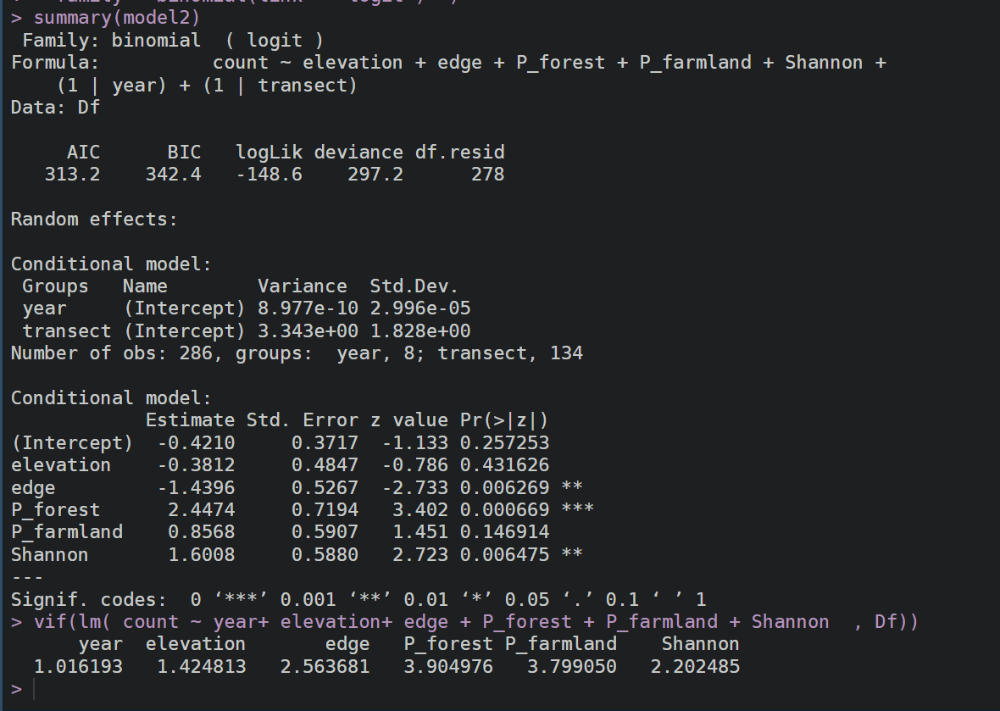 > summary(model2)
 Family: binomial  ( logit )
Formula:          count ~ elevation + edge + P_forest + P_farmland + Shannon +
    (1 | year) + (1 | transect)
Data: Df

     AIC      BIC   logLik deviance df.resid
   313.2    342.4   -148.6    297.2      278

Random effects:

Conditional model:
 Groups   Name        Variance  Std.Dev.
 year     (Intercept) 8.977e-10 2.996e-05
 transect (Intercept) 3.343e+00 1.828e+00
Number of obs: 286, groups:  year, 8; transect, 134

Conditional model:
            Estimate Std. Error z value Pr(>|z|)
(Intercept)  -0.4210     0.3717  -1.133 0.257253
elevation    -0.3812     0.4847  -0.786 0.431626
edge         -1.4396     0.5267  -2.733 0.006269 **
P_forest      2.4474     0.7194   3.402 0.000669 ***
P_farmland    0.8568     0.5907   1.451 0.146914
Shannon       1.6008     0.5880   2.723 0.006475 **
---
Signif. codes:  0 ‘***’ 0.001 ‘**’ 0.01 ‘*’ 0.05 ‘.’ 0.1 ‘ ’ 1
> vif(lm( count ~ year+ elevation+ edge + P_forest + P_farmland + Shannon  , Df))
      year  elevation       edge   P_forest P_farmland    Shannon
  1.016193   1.424813   2.563681   3.904976   3.799050   2.202485
>